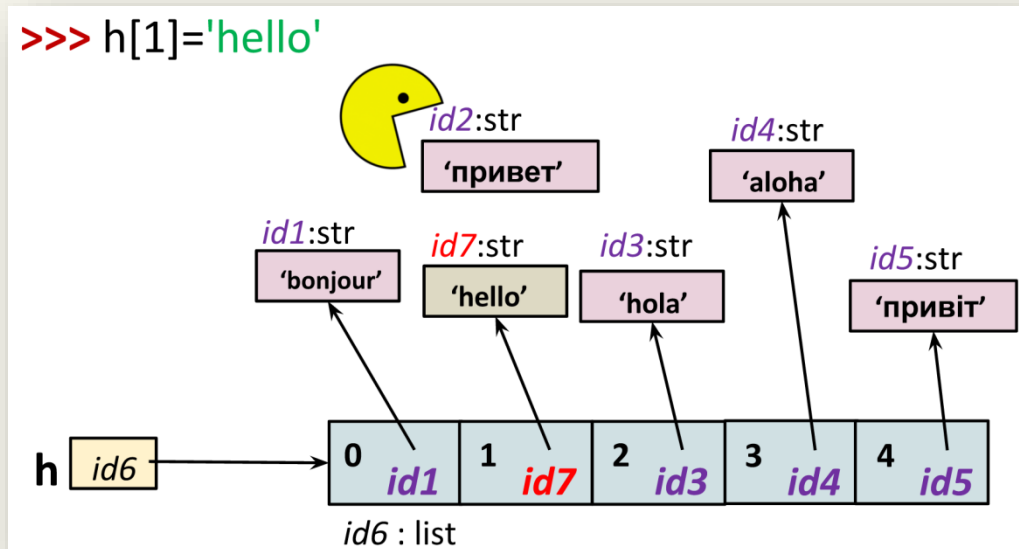 >>> h[1]='hello'
id2:str
‘привет’
id4:str
‘aloha’
id1:str
‘bonjour’
id7:str
‘hello’
id3:str
‘hola’
id5:str
‘привіт’
h id6
0 id1 1 id7 2 id3 3 id4 4 id5
id6 : list